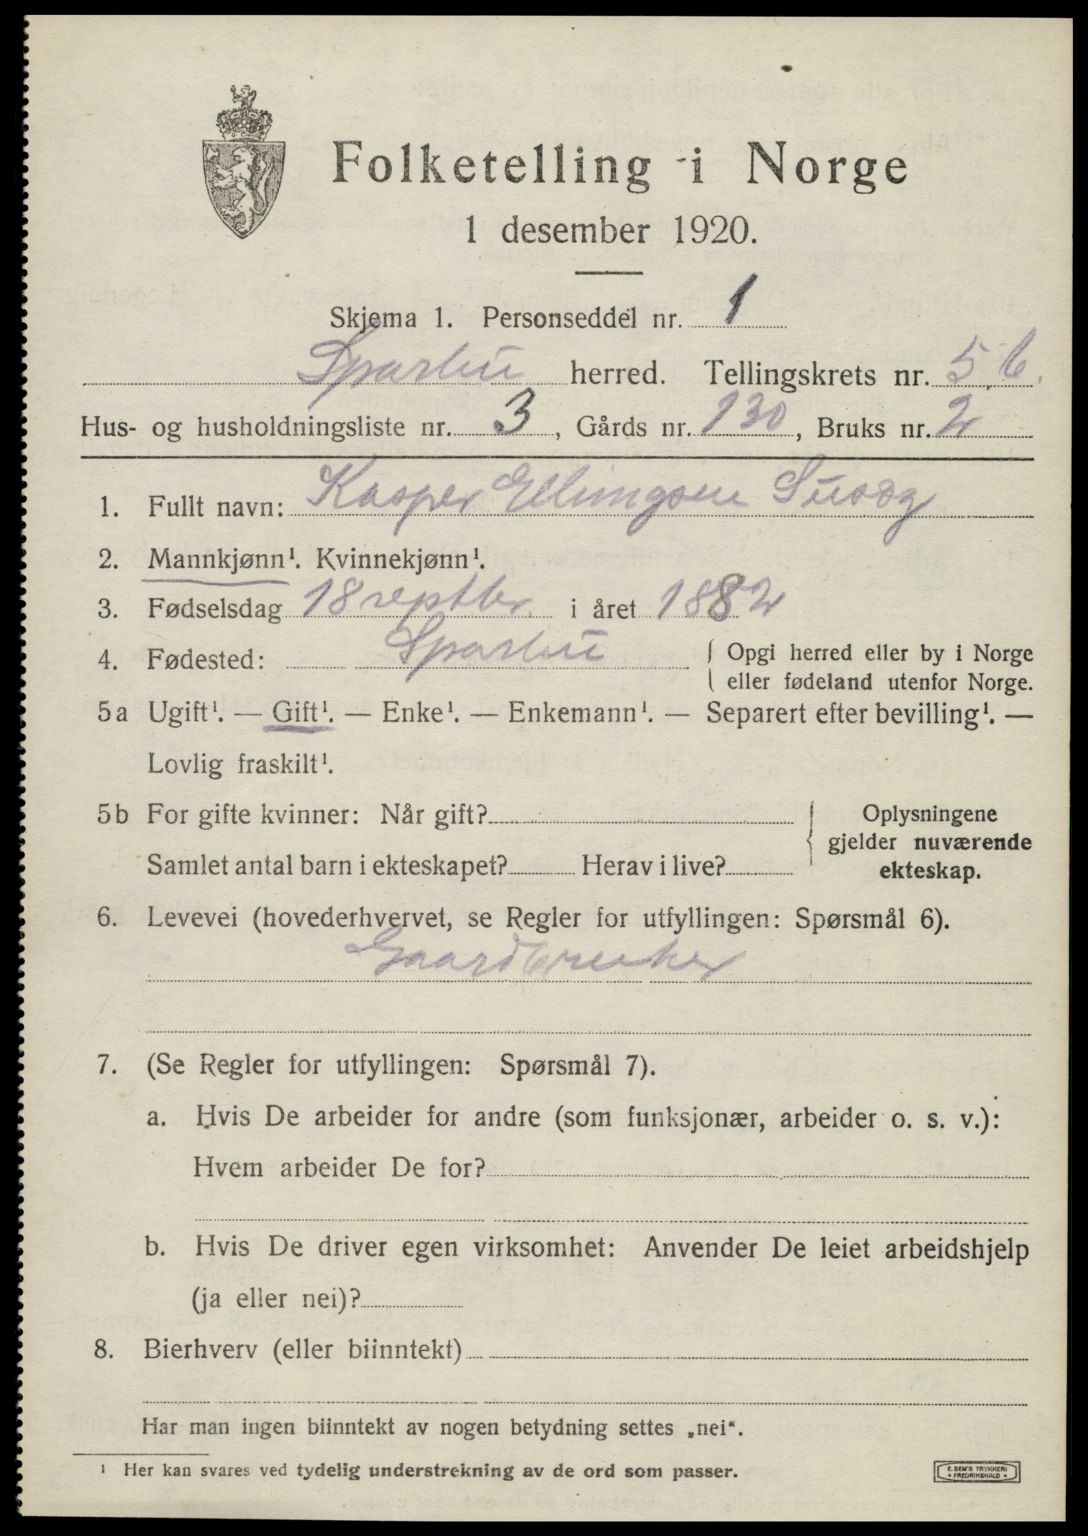 Folketelling i Norge
1 desember 1920.
Skjema 1. Personseddel nr. 1
Sparbu herred. Tellingskrets nr. 5 b.
Hus- og husholdningsliste nr. 3, Gårds nr. 130, Bruks nr. 2
1. Fullt navn: Kasper Ellingsen
2. Mannkjønn¹. Kvinnekjønn¹.
3. Fødselsdag 18 septbr. i året 1882
4. Fødested: Sparbu { Opgi herred eller by i Norge
eller fødeland utenfor Norge.
5a Ugift¹. — Gift¹. — Enke¹. — Enkemann¹. — Separert efter bevilling¹. —
Lovlig fraskilt¹.
5b For gifte kvinner: Når gift?
Samlet antal barn i ekteskapet? Herav i live?
{ Oplysningene
gjelder nuværende
ekteskap.
6. Levevei (hovederhvervet, se Regler for utfyllingen: Spørsmål 6).
Gaardbruker
7. (Se Regler for utfyllingen: Spørsmål 7).
a. Hvis De arbeider for andre (som funksjonær, arbeider o. s. v.):
Hvem arbeider De for?
b. Hvis De driver egen virksomhet: Anvender De leiet arbeidshjelp
(ja eller nei)?
8. Bierhverv (eller biinntekt)
Har man ingen biinntekt av nogen betydning settes „nei“.
¹ Her kan svares ved tydelig understrekning av de ord som passer.
E. SEM'S TRYKKERI
• FREDRIKSHALD •